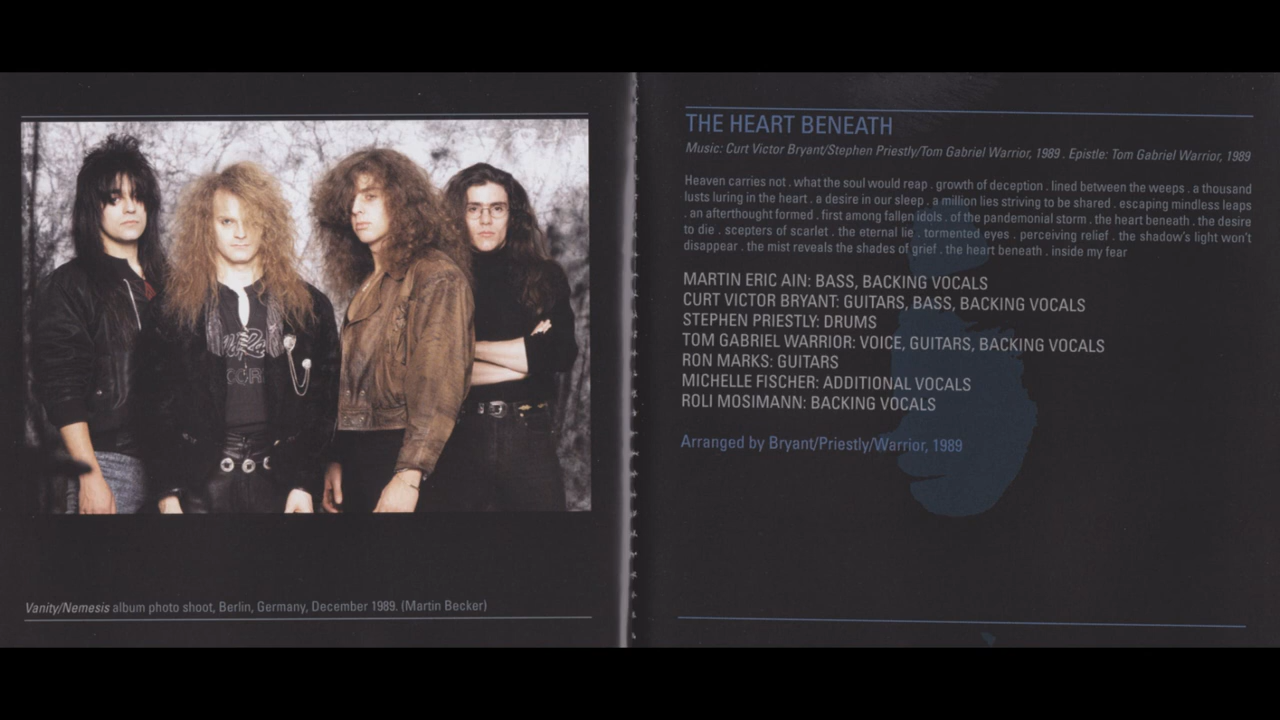 Vanity/Nemesis album photo shoot, Berlin, Germany, December 1989. (Martin Becker)
THE HEART BENEATH
Music: Curt Victor Bryant/Stephen Priestly/Tom Gabriel Warrior, 1989 . Epistle: Tom Gabriel Warrior, 1989
Heaven carries not . what the soul would reap . growth of deception . lined between the weeps . a thousand
lusts luring in the heart . a desire in our sleep . a million lies striving to be shared . escaping mindless leaps
. an afterthought formed . first among fallen idols . of the pandemonial storm . the heart beneath . the desire
to die . scepters of scarlet . the eternal lie . tormented eyes . perceiving relief . the shadow's light won't
disappear . the mist reveals the shades of grief . the heart beneath . inside my fear
MARTIN ERIC AIN: BASS, BACKING VOCALS
CURT VICTOR BRYANT: GUITARS, BASS, BACKING VOCALS
STEPHEN PRIESTLY: DRUMS
TOM GABRIEL WARRIOR: VOICE, GUITARS, BACKING VOCALS
RON MARKS: GUITARS
MICHELLE FISCHER: ADDITIONAL VOCALS
ROLI MOSIMANN: BACKING VOCALS
Arranged by Bryant/Priestly/Warrior, 1989